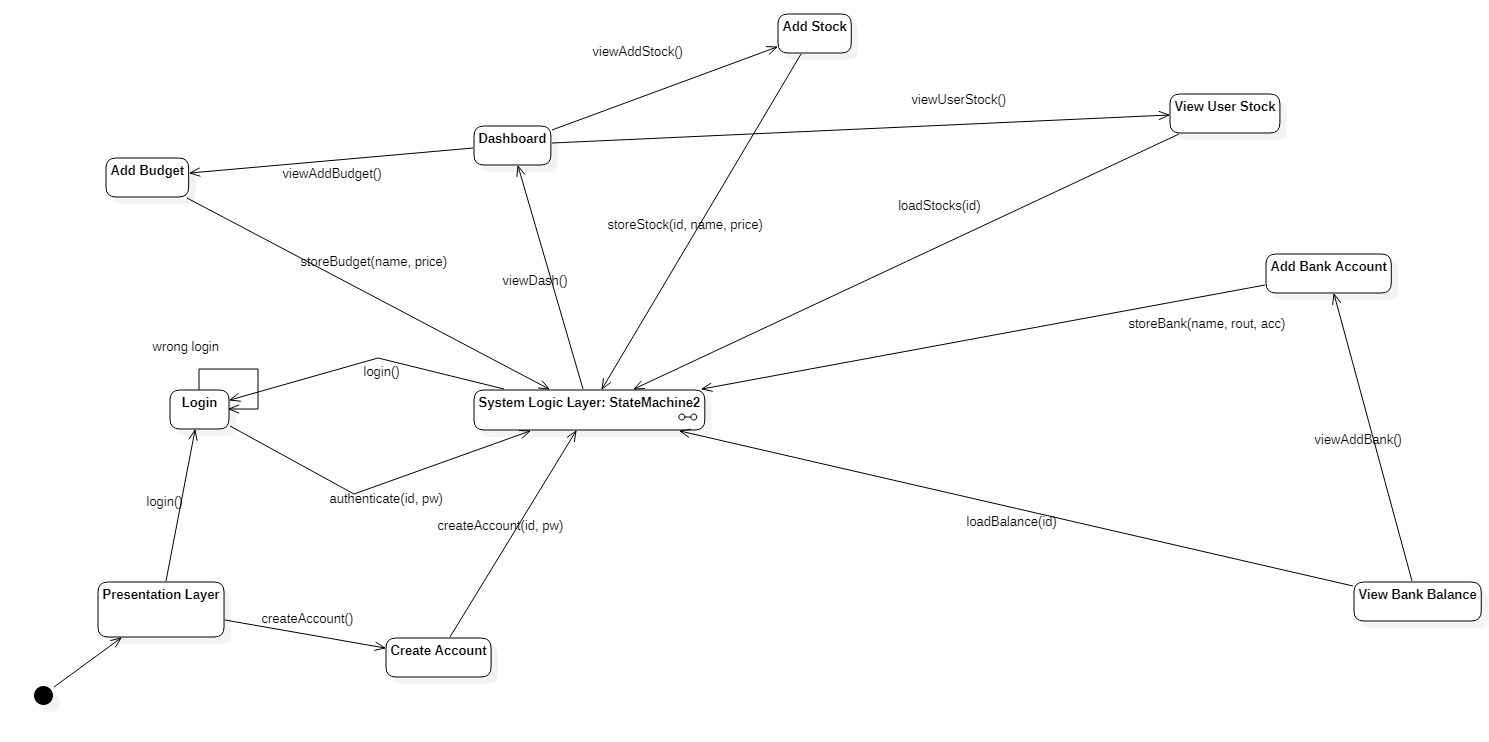 Add Stock
viewAddStock()
View User Stock
viewUserStock()
Dashboard
Add Budget
viewAddBudget()
loadStocks(id)
storeStock(id, name, price)
storeBudget(name, price)
Add Bank Account
viewDash()
storeBank(name, rout, acc)
wrong login
login()
Login
System Logic Layer: StateMachine2
viewAddBank()
authenticate(id, pw)
login()
loadBalance(id)
createAccount(id, pw)
Presentation Layer
View Bank Balance
createAccount()
Create Account